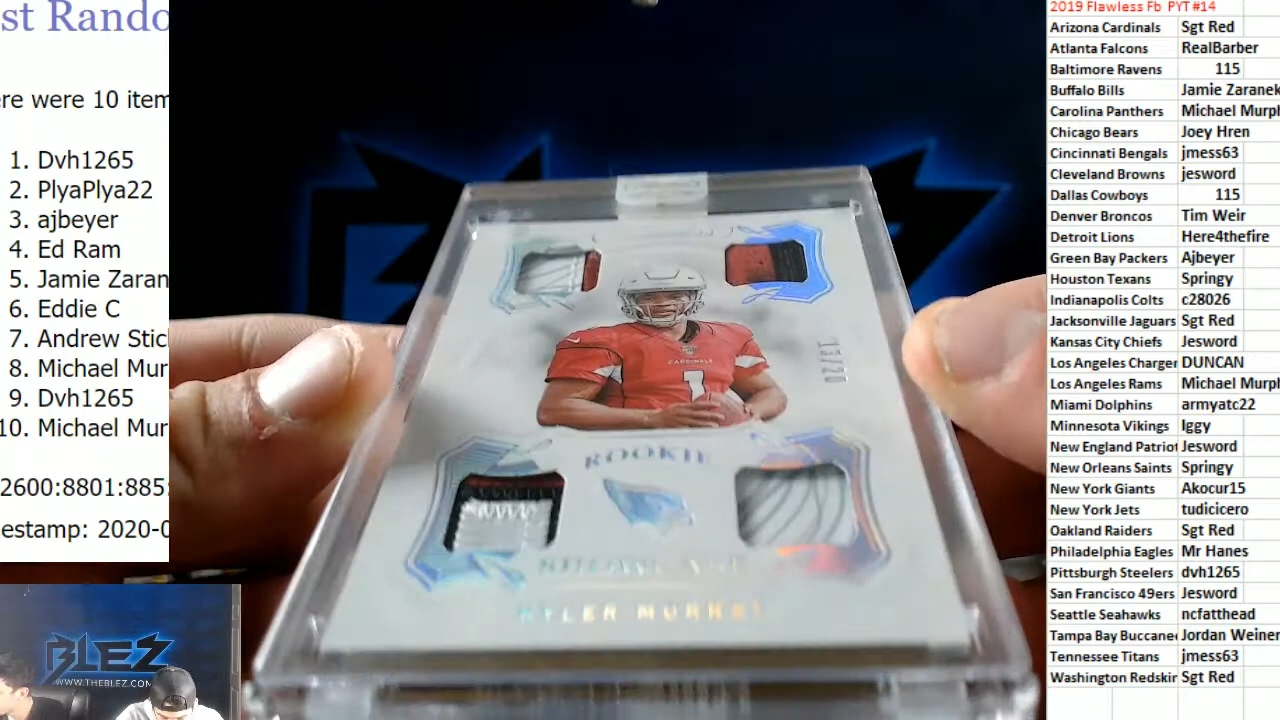 st Rando
ere were 10 item
1. Dvh1265
2. PlyaPlya22
3. ajbeyer
4. Ed Ram
5. Jamie Zaran
6. Eddie C
7. Andrew Stic
8. Michael Mur
9. Dvh1265
10. Michael Mur
2600:8801:885:
estamp: 2020-0
CARDINALS
1
13/20
ROOKIE
KYLER MURRAY
BLEZ
WWW.THEBLEZ.COM
2019 Flawless Fb PYT #14
Arizona Cardinals Sgt Red
Atlanta Falcons RealBarber
Baltimore Ravens 115
Buffalo Bills Jamie Zaranek
Carolina Panthers Michael Murph
Chicago Bears Joey Hren
Cincinnati Bengals jmess63
Cleveland Browns jesword
Dallas Cowboys 115
Denver Broncos Tim Weir
Detroit Lions Here4thefire
Green Bay Packers Ajbeyer
Houston Texans Springy
Indianapolis Colts c28026
Jacksonville Jaguars Sgt Red
Kansas City Chiefs Jesword
Los Angeles Charger DUNCAN
Los Angeles Rams Michael Murph
Miami Dolphins armyatc22
Minnesota Vikings Iggy
New England Patriot Jesword
New Orleans Saints Springy
New York Giants Akocur15
New York Jets tudicicero
Oakland Raiders Sgt Red
Philadelphia Eagles Mr Hanes
Pittsburgh Steelers dvh1265
San Francisco 49ers Jesword
Seattle Seahawks ncfatthead
Tampa Bay Buccanee Jordan Weiner
Tennessee Titans jmess63
Washington Redskin Sgt Red